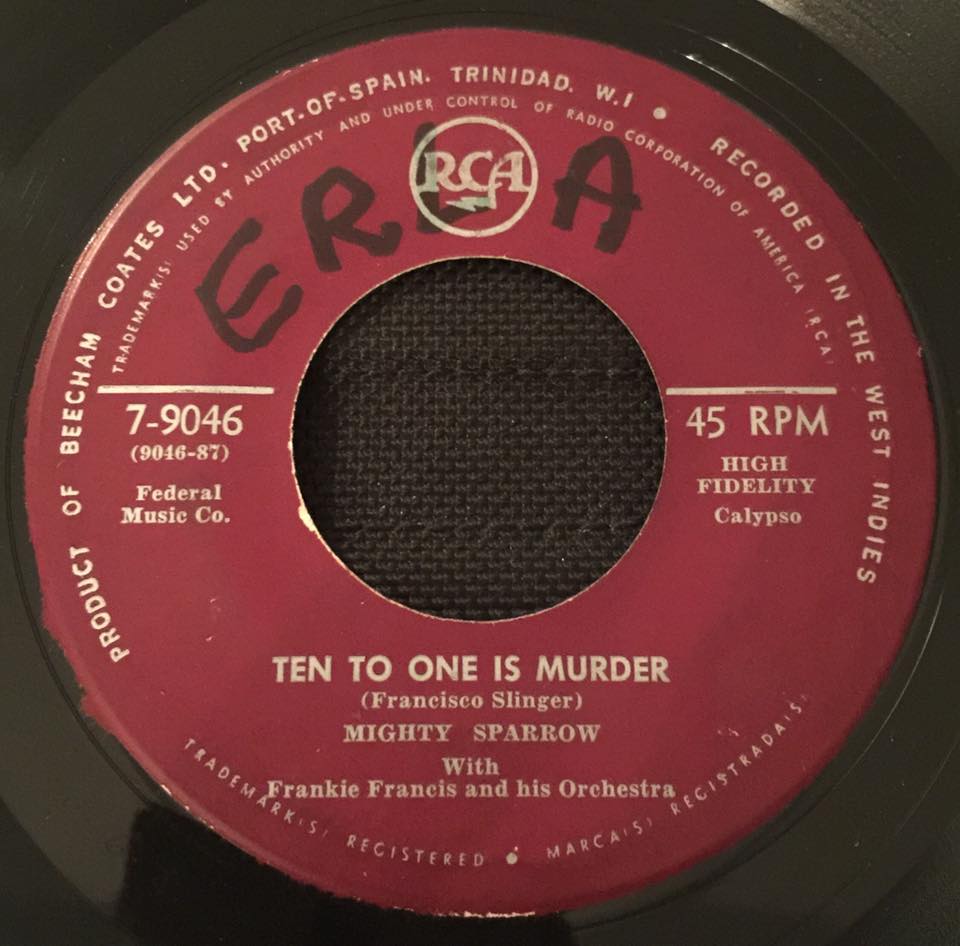 PRODUCT OF BEECHAM COATES LTD. PORT-OF-SPAIN. TRINIDAD. W.I • RECORDED IN THE WEST INDIES
TRADEMARK(S) USED BY AUTHORITY AND UNDER CONTROL OF RADIO CORPORATION OF AMERICA (RCA)
RCA
7-9046
(9046-87)
Federal
Music Co.
45 RPM
HIGH
FIDELITY
Calypso
TEN TO ONE IS MURDER
(Francisco Slinger)
MIGHTY SPARROW
With
Frankie Francis and his Orchestra
TRADEMARK(S) REGISTERED • MARCA(S) REGISTRADA(S)